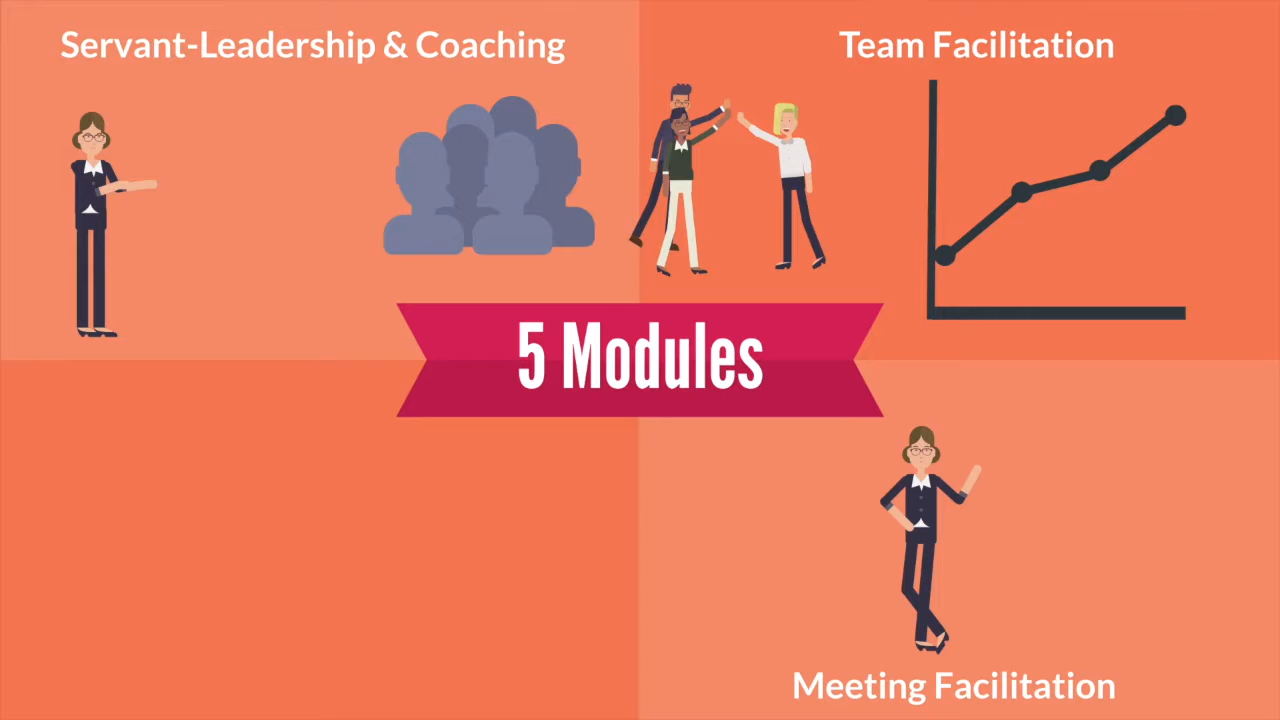 Servant-Leadership & Coaching
Team Facilitation
5 Modules
Meeting Facilitation